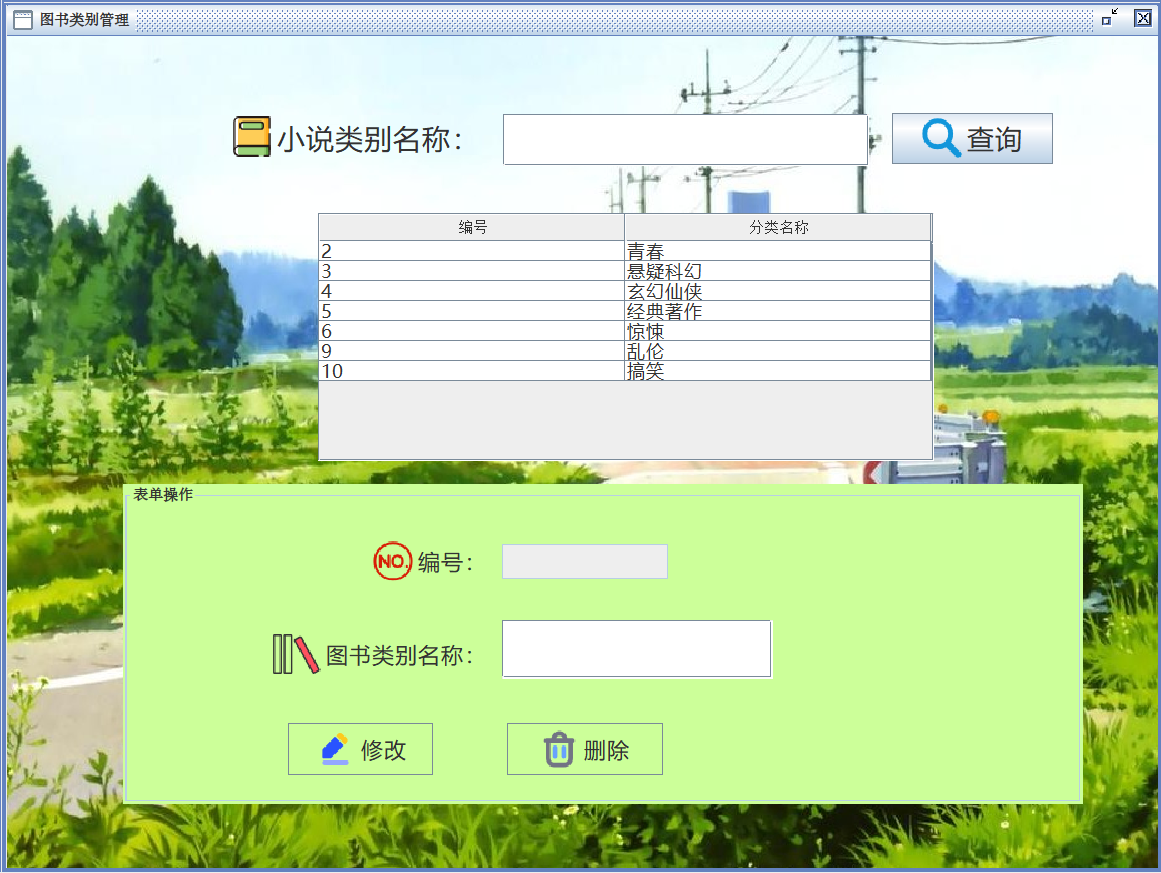 图书类别管理
小说类别名称：
查询
编号 分类名称
2 青春
3 悬疑科幻
4 玄幻仙侠
5 经典著作
6 惊悚
9 乱伦
10 搞笑
表单操作
NO. 编号：
图书类别名称：
修改 删除